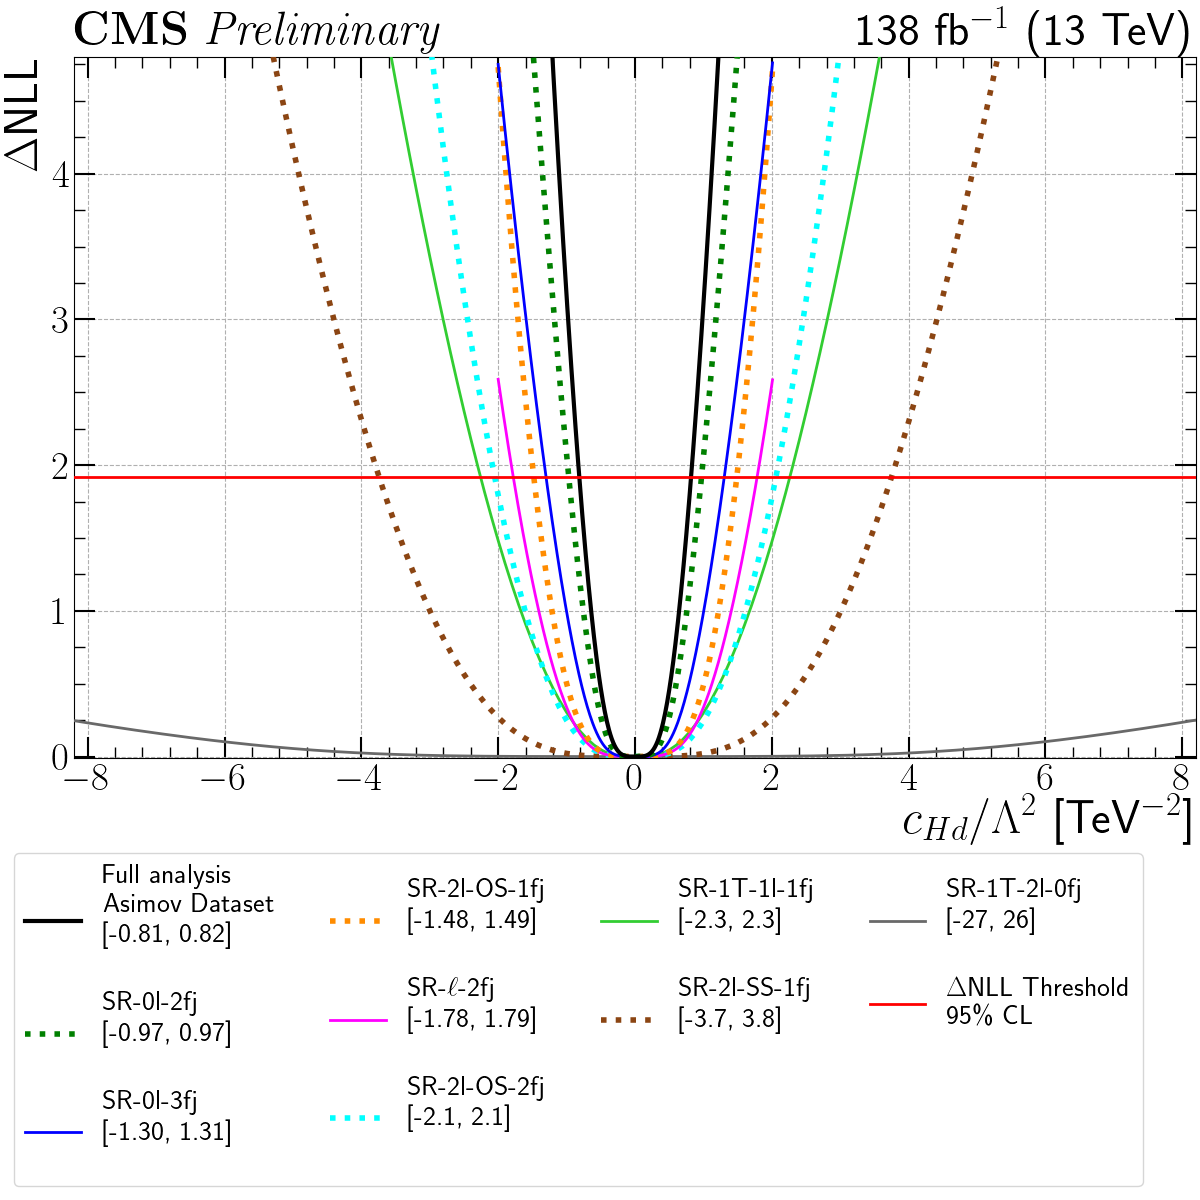 CMS Preliminary
138 fb⁻¹ (13 TeV)
ΔNLL
4
3
2
1
0
−8 −6 −4 −2 0 2 4 6 8
c_{Hd}/Λ² [TeV⁻²]
Full analysis
Asimov Dataset
[-0.81, 0.82]
SR-0l-2fj
[-0.97, 0.97]
SR-0l-3fj
[-1.30, 1.31]
SR-2l-OS-1fj
[-1.48, 1.49]
SR-ℓ-2fj
[-1.78, 1.79]
SR-2l-OS-2fj
[-2.1, 2.1]
SR-1T-1l-1fj
[-2.3, 2.3]
SR-2l-SS-1fj
[-3.7, 3.8]
SR-1T-2l-0fj
[-27, 26]
ΔNLL Threshold
95% CL